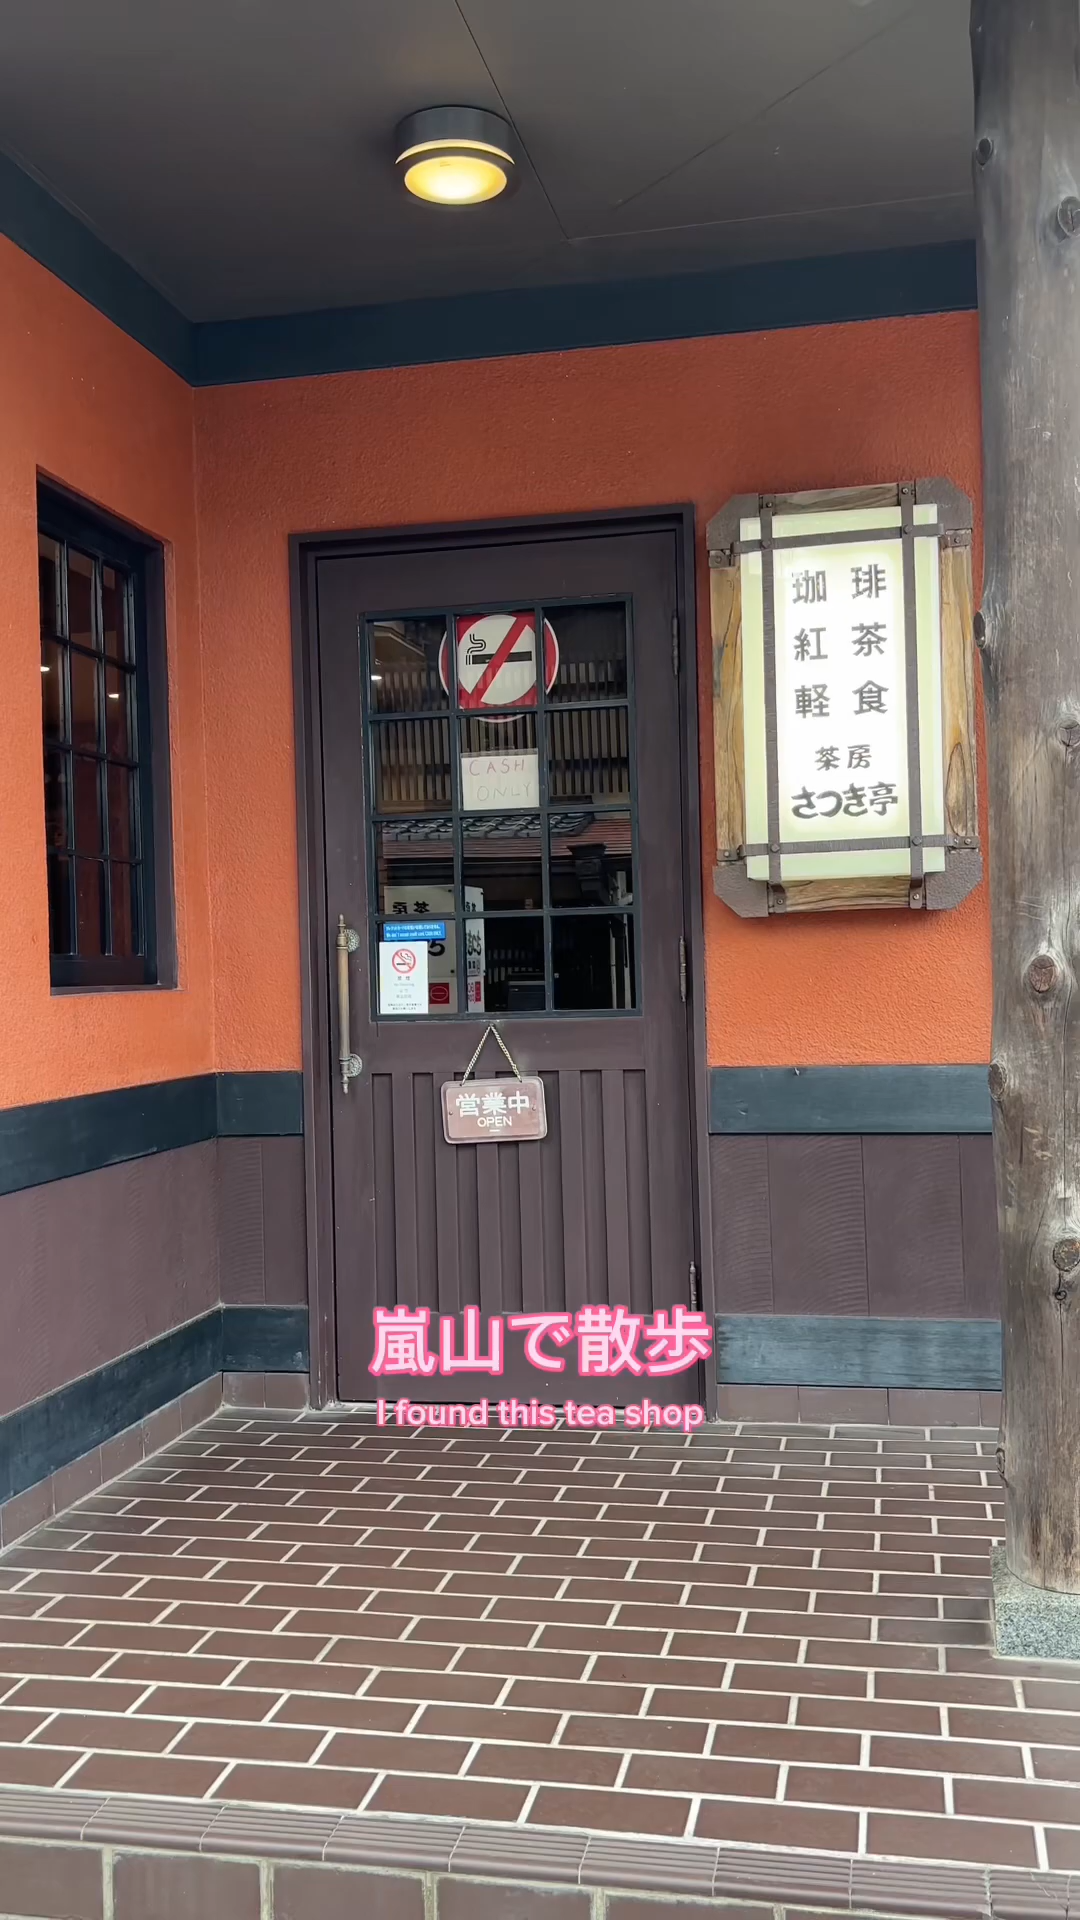 珈琲
紅茶
軽食
茶房
さつき亭
CASH
ONLY
営業中
OPEN
嵐山で散歩
I found this tea shop